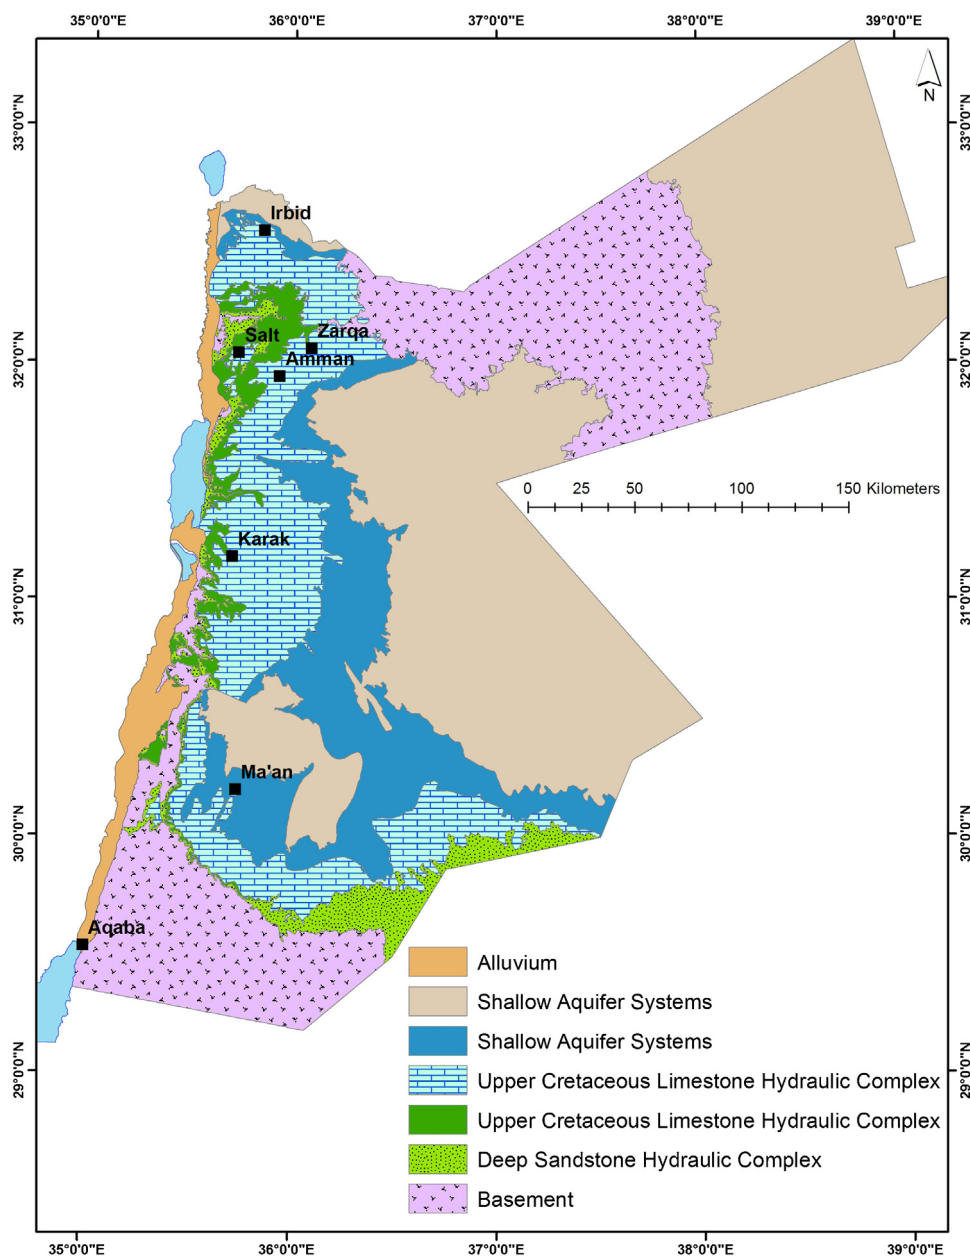 35°0'0"E 36°0'0"E 37°0'0"E 38°0'0"E 39°0'0"E
N
33°0'0"N 33°0'0"N
Irbid
Zarqa
Salt
Amman
32°0'0"N 32°0'0"N
0 25 50 100 150 Kilometers
Karak
31°0'0"N 31°0'0"N
Ma'an
30°0'0"N 30°0'0"N
Aqaba
Alluvium
Shallow Aquifer Systems
Shallow Aquifer Systems
29°0'0"N 29°0'0"N
Upper Cretaceous Limestone Hydraulic Complex
Upper Cretaceous Limestone Hydraulic Complex
Deep Sandstone Hydraulic Complex
Basement
35°0'0"E 36°0'0"E 37°0'0"E 38°0'0"E 39°0'0"E